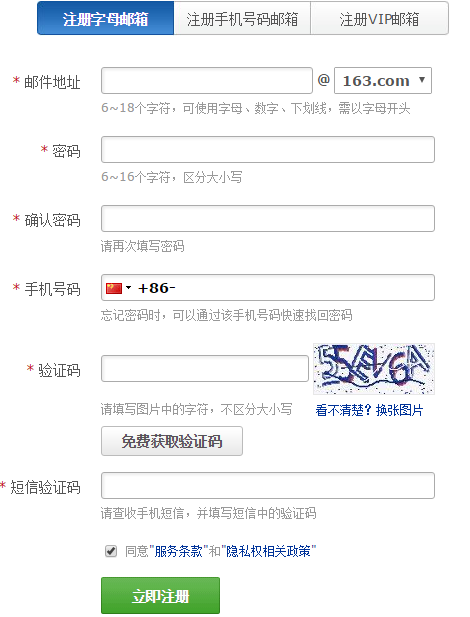 注册字母邮箱 注册手机号码邮箱 注册VIP邮箱
* 邮件地址 @ 163.com
6~18个字符，可使用字母、数字、下划线，需以字母开头
* 密码
6~16个字符，区分大小写
* 确认密码
请再次填写密码
* 手机号码 +86-
忘记密码时，可以通过该手机号码快速找回密码
* 验证码
请填写图片中的字符，不区分大小写 看不清楚？换张图片
免费获取验证码
* 短信验证码
请查收手机短信，并填写短信中的验证码
同意"服务条款"和"隐私权相关政策"
立即注册